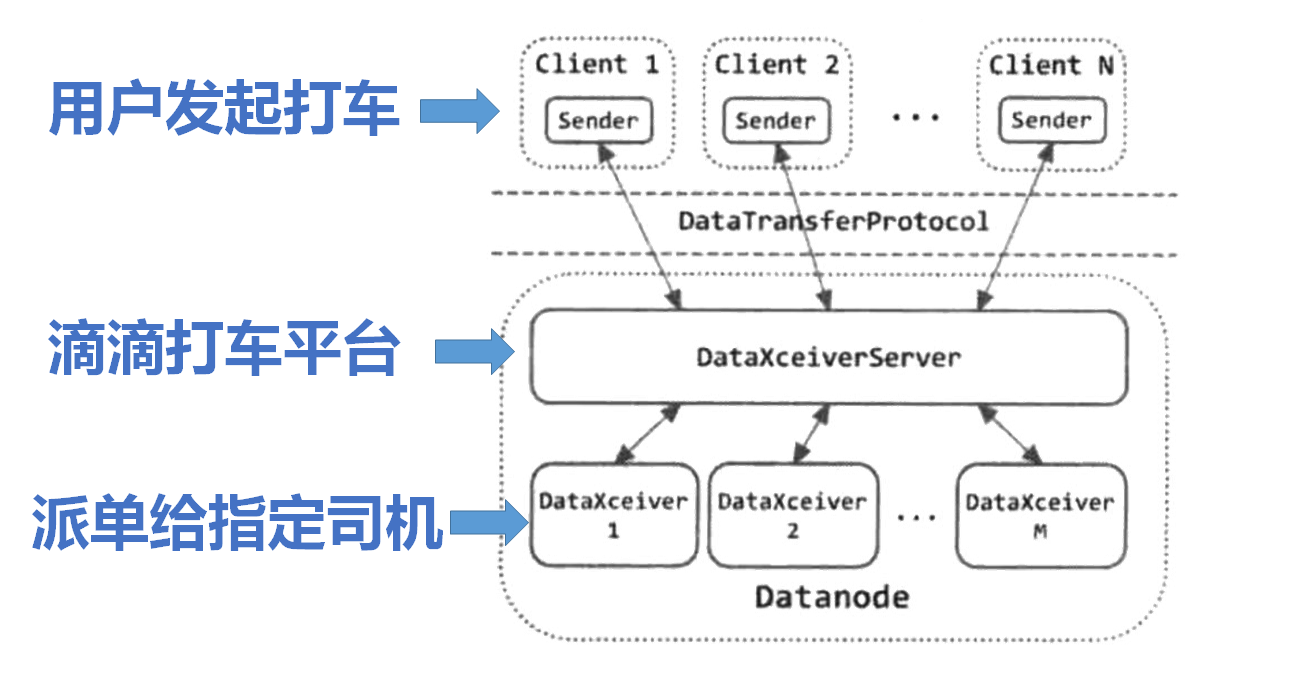 Client 1
Client 2
Client N
用户发起打车
Sender
Sender
...
Sender
DataTransferProtocol
滴滴打车平台
DataXceiverServer
派单给指定司机
DataXceiver
1
DataXceiver
2
...
DataXceiver
M
Datanode